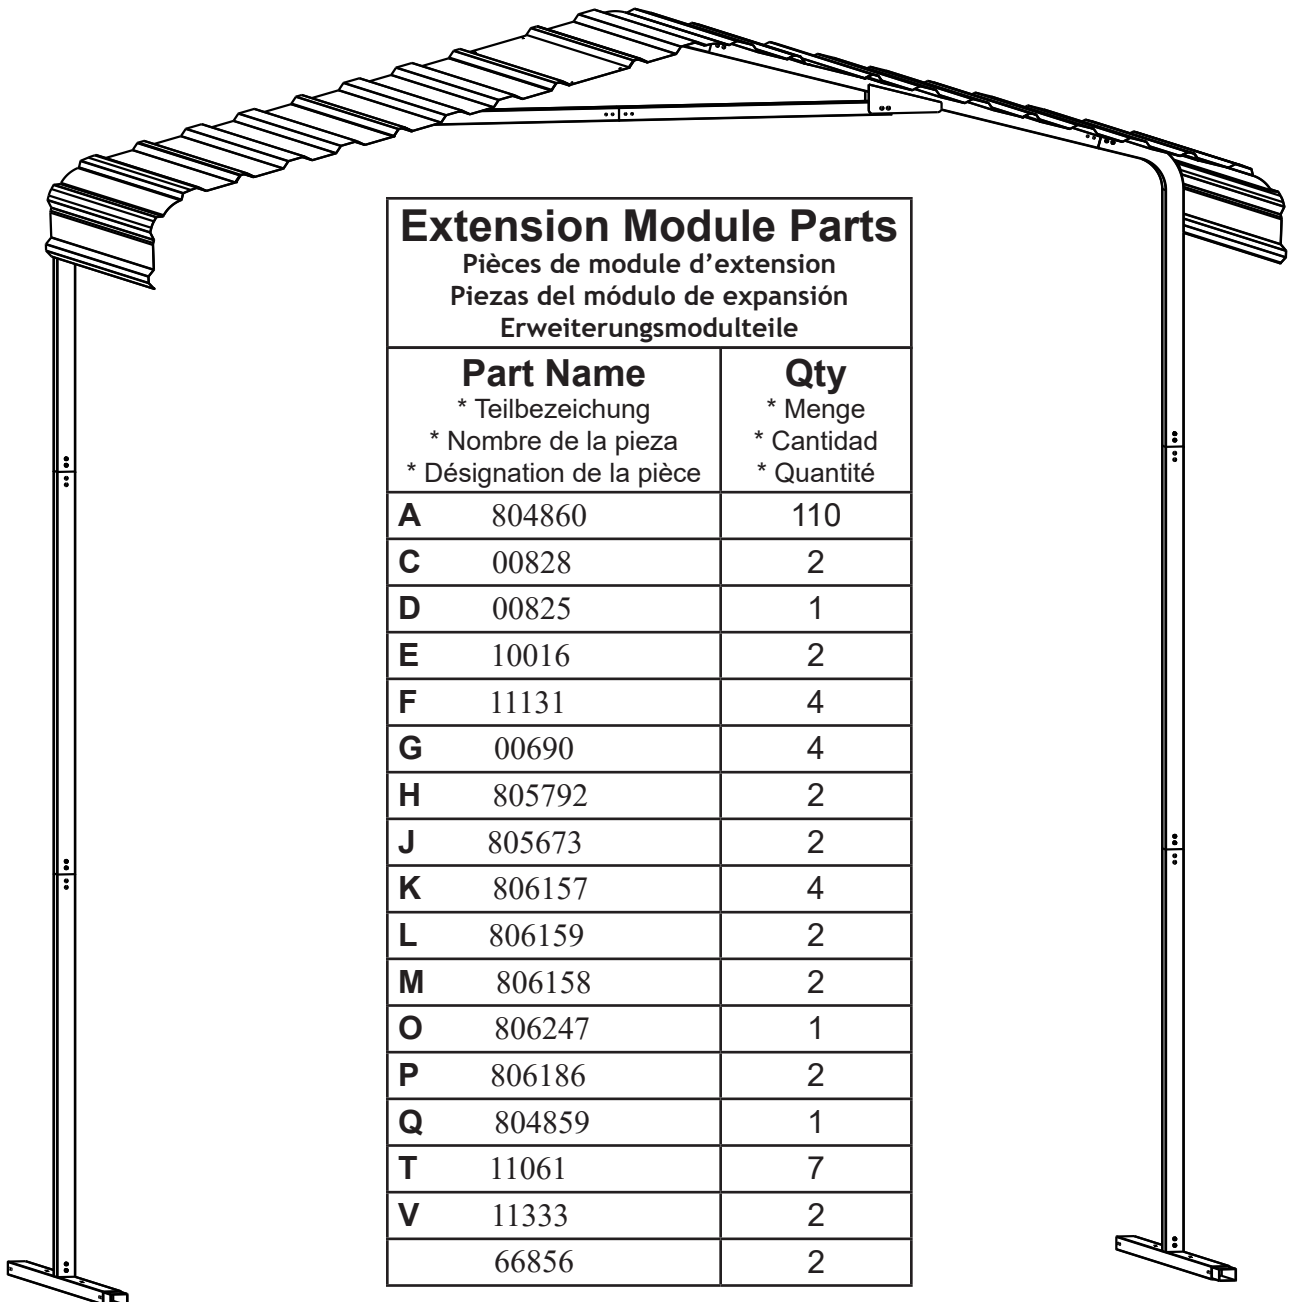 Extension Module Parts
Pièces de module d’extension
Piezas del módulo de expansión
Erweiterungsmodulteile
Part Name Qty
* Teilbezeichung * Menge
* Nombre de la pieza * Cantidad
* Désignation de la pièce * Quantité
A 804860 110
C 00828 2
D 00825 1
E 10016 2
F 11131 4
G 00690 4
H 805792 2
J 805673 2
K 806157 4
L 806159 2
M 806158 2
O 806247 1
P 806186 2
Q 804859 1
T 11061 7
V 11333 2
66856 2